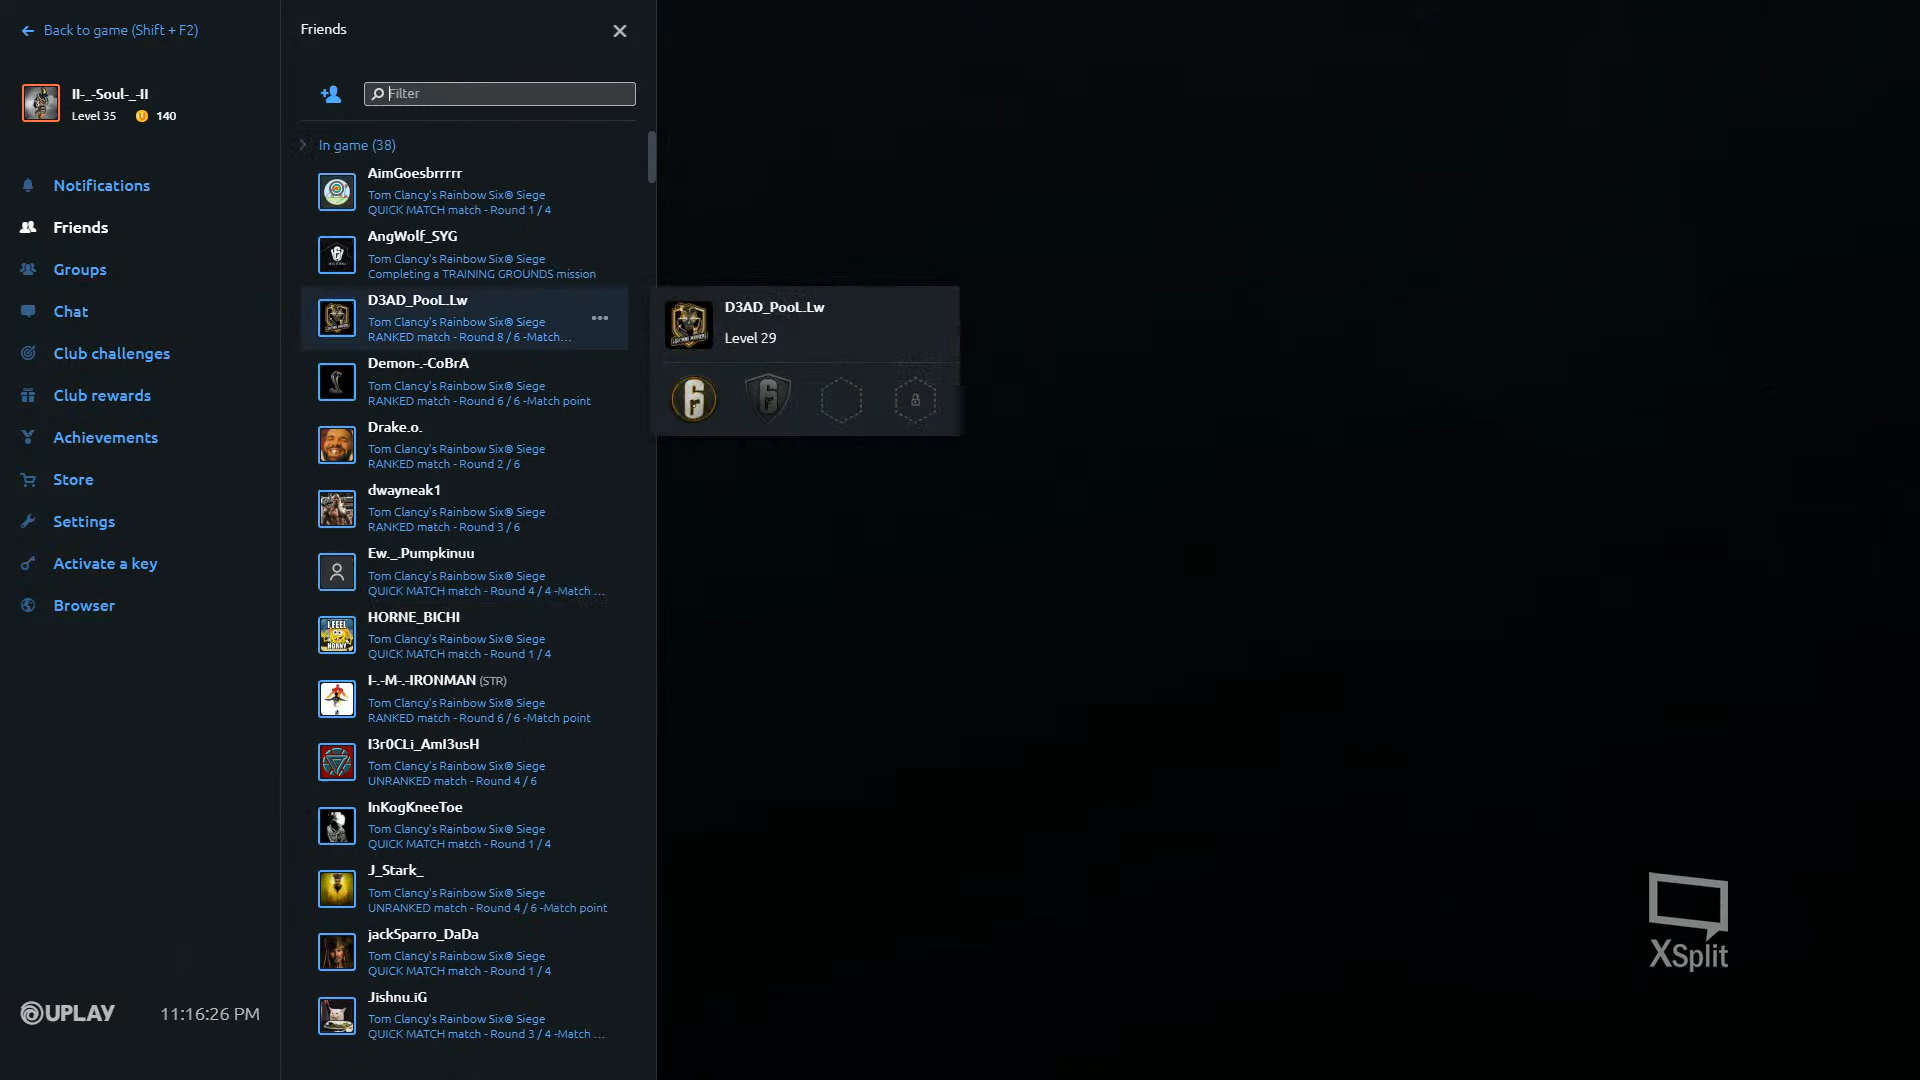 Back to game (Shift + F2)
II-_-Soul-_-II
Level 35 140
Notifications
Friends
Groups
Chat
Club challenges
Club rewards
Achievements
Store
Settings
Activate a key
Browser
UPLAY 11:16:26 PM
Friends
Filter
In game (38)
AimGoesbrrrrr
Tom Clancy's Rainbow Six® Siege
QUICK MATCH match - Round 1 / 4
AngWolf_SYG
Tom Clancy's Rainbow Six® Siege
Completing a TRAINING GROUNDS mission
D3AD_PooL.Lw
Tom Clancy's Rainbow Six® Siege
RANKED match - Round 8 / 6 -Match...
Demon-.-CoBrA
Tom Clancy's Rainbow Six® Siege
RANKED match - Round 6 / 6 -Match point
Drake.o.
Tom Clancy's Rainbow Six® Siege
RANKED match - Round 2 / 6
dwayneak1
Tom Clancy's Rainbow Six® Siege
RANKED match - Round 3 / 6
Ew._.Pumpkinuu
Tom Clancy's Rainbow Six® Siege
QUICK MATCH match - Round 4 / 4 -Match ...
I FEEL
HORNY
HORNE_BICHI
Tom Clancy's Rainbow Six® Siege
QUICK MATCH match - Round 1 / 4
I-.-M-.-IRONMAN (STR)
Tom Clancy's Rainbow Six® Siege
RANKED match - Round 6 / 6 -Match point
I3r0CLi_AmI3usH
Tom Clancy's Rainbow Six® Siege
UNRANKED match - Round 4 / 6
InKogKneeToe
Tom Clancy's Rainbow Six® Siege
QUICK MATCH match - Round 1 / 4
J_Stark_
Tom Clancy's Rainbow Six® Siege
UNRANKED match - Round 4 / 6 -Match point
jackSparro_DaDa
Tom Clancy's Rainbow Six® Siege
QUICK MATCH match - Round 1 / 4
Jishnu.iG
Tom Clancy's Rainbow Six® Siege
QUICK MATCH match - Round 3 / 4 -Match ...
D3AD_PooL.Lw
Level 29
6 6
XSplit